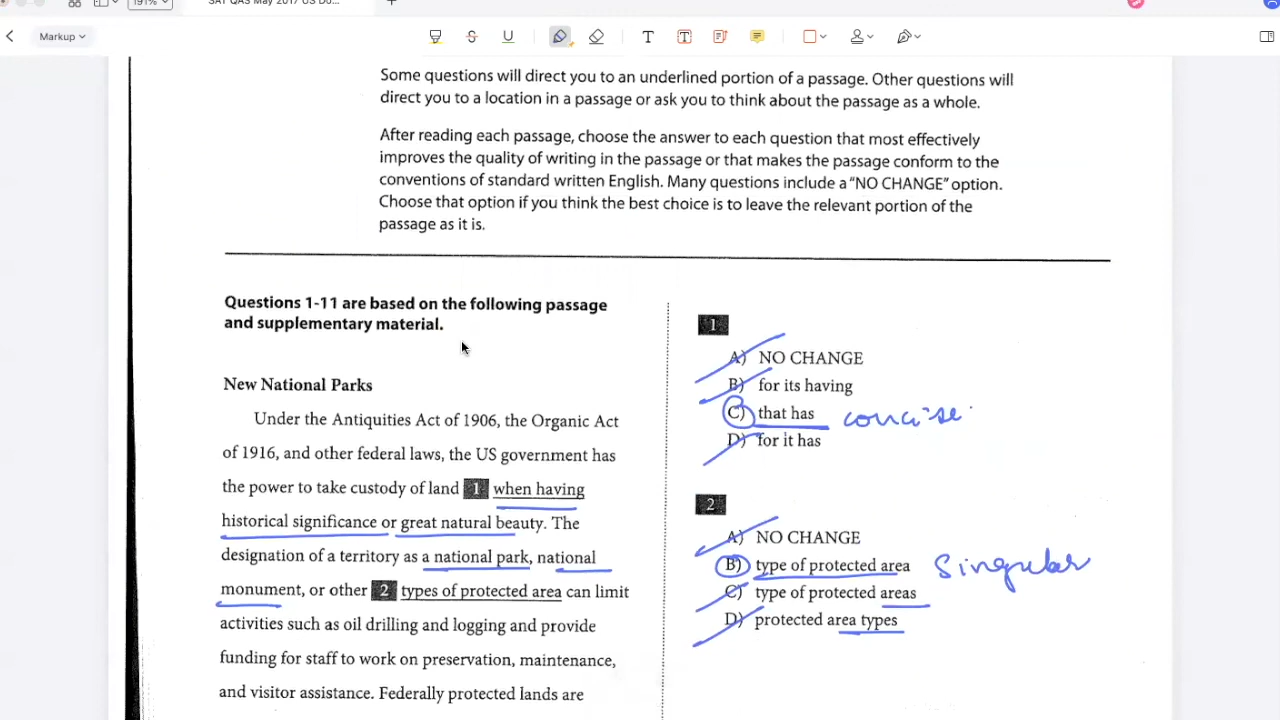 191%
SAT QAS May 2017 US Do...
Markup
Some questions will direct you to an underlined portion of a passage. Other questions will
direct you to a location in a passage or ask you to think about the passage as a whole.
After reading each passage, choose the answer to each question that most effectively
improves the quality of writing in the passage or that makes the passage conform to the
conventions of standard written English. Many questions include a "NO CHANGE" option.
Choose that option if you think the best choice is to leave the relevant portion of the
passage as it is.
Questions 1-11 are based on the following passage
and supplementary material.
New National Parks
Under the Antiquities Act of 1906, the Organic Act
of 1916, and other federal laws, the US government has
the power to take custody of land 1 when having
historical significance or great natural beauty. The
designation of a territory as a national park, national
monument, or other 2 types of protected area can limit
activities such as oil drilling and logging and provide
funding for staff to work on preservation, maintenance,
and visitor assistance. Federally protected lands are
1
A) NO CHANGE
B) for its having
C) that has concise
D) for it has
2
A) NO CHANGE
B) type of protected area Singular
C) type of protected areas
D) protected area types